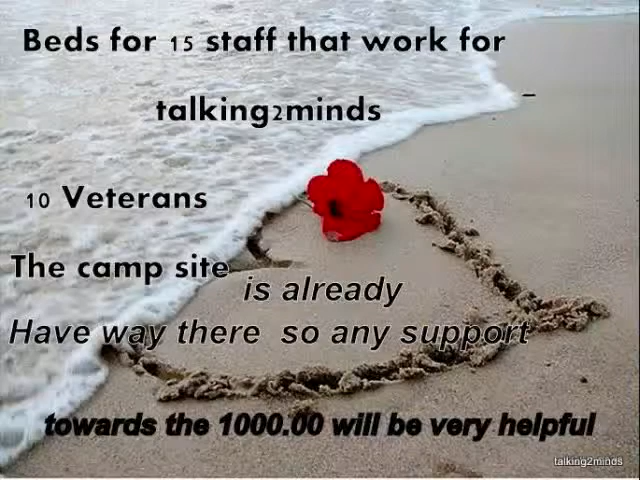 Beds for 15 staff that work for
talking2minds
10 Veterans
The camp site
is already
Have way there so any support
towards the 1000.00 will be very helpful
talking2minds